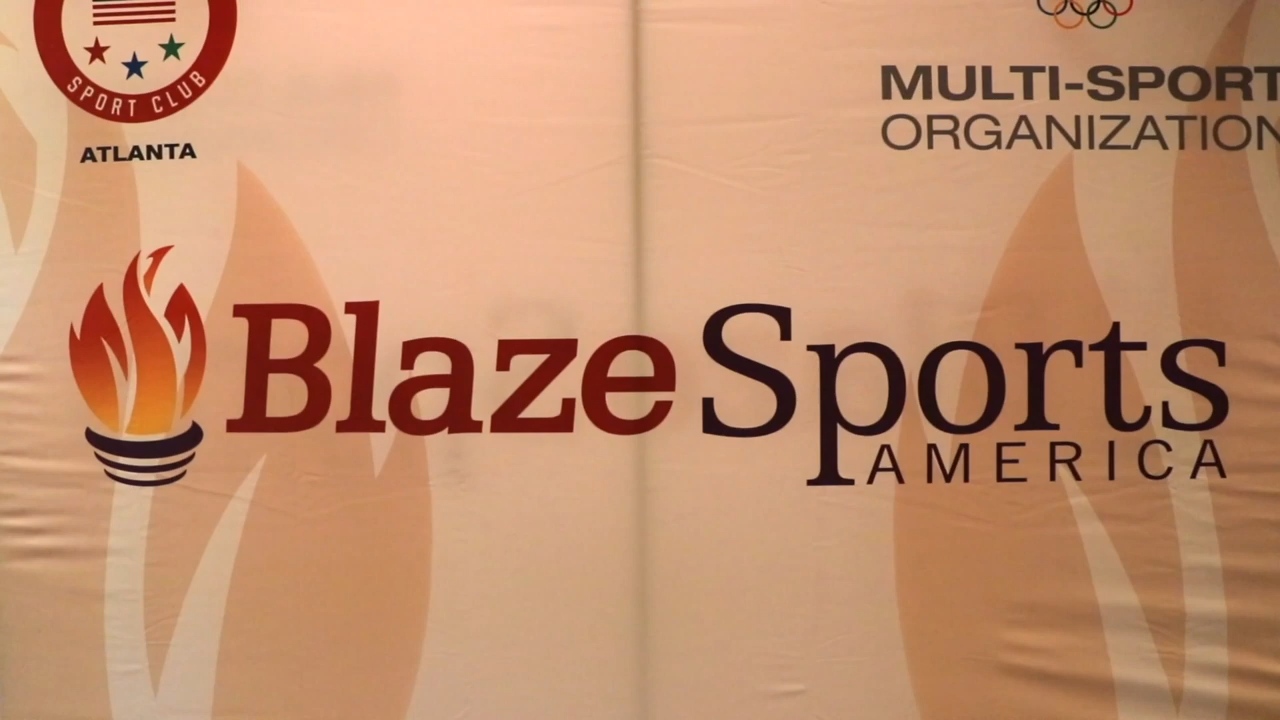 SPORT CLUB
ATLANTA
MULTI-SPORT
ORGANIZATION
BlazeSports
AMERICA